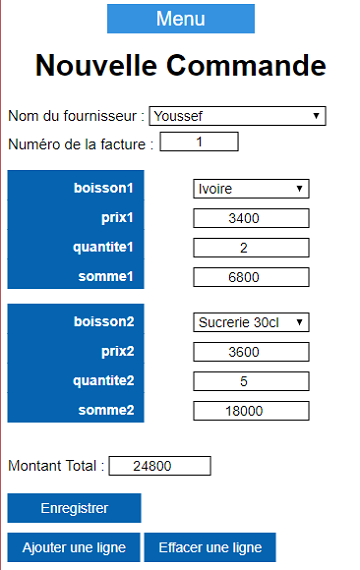 Menu
Nouvelle Commande
Nom du fournisseur : Youssef
Numéro de la facture : 1
boisson1 Ivoire
prix1 3400
quantite1 2
somme1 6800
boisson2 Sucrerie 30cl
prix2 3600
quantite2 5
somme2 18000
Montant Total : 24800
Enregistrer
Ajouter une ligne Effacer une ligne